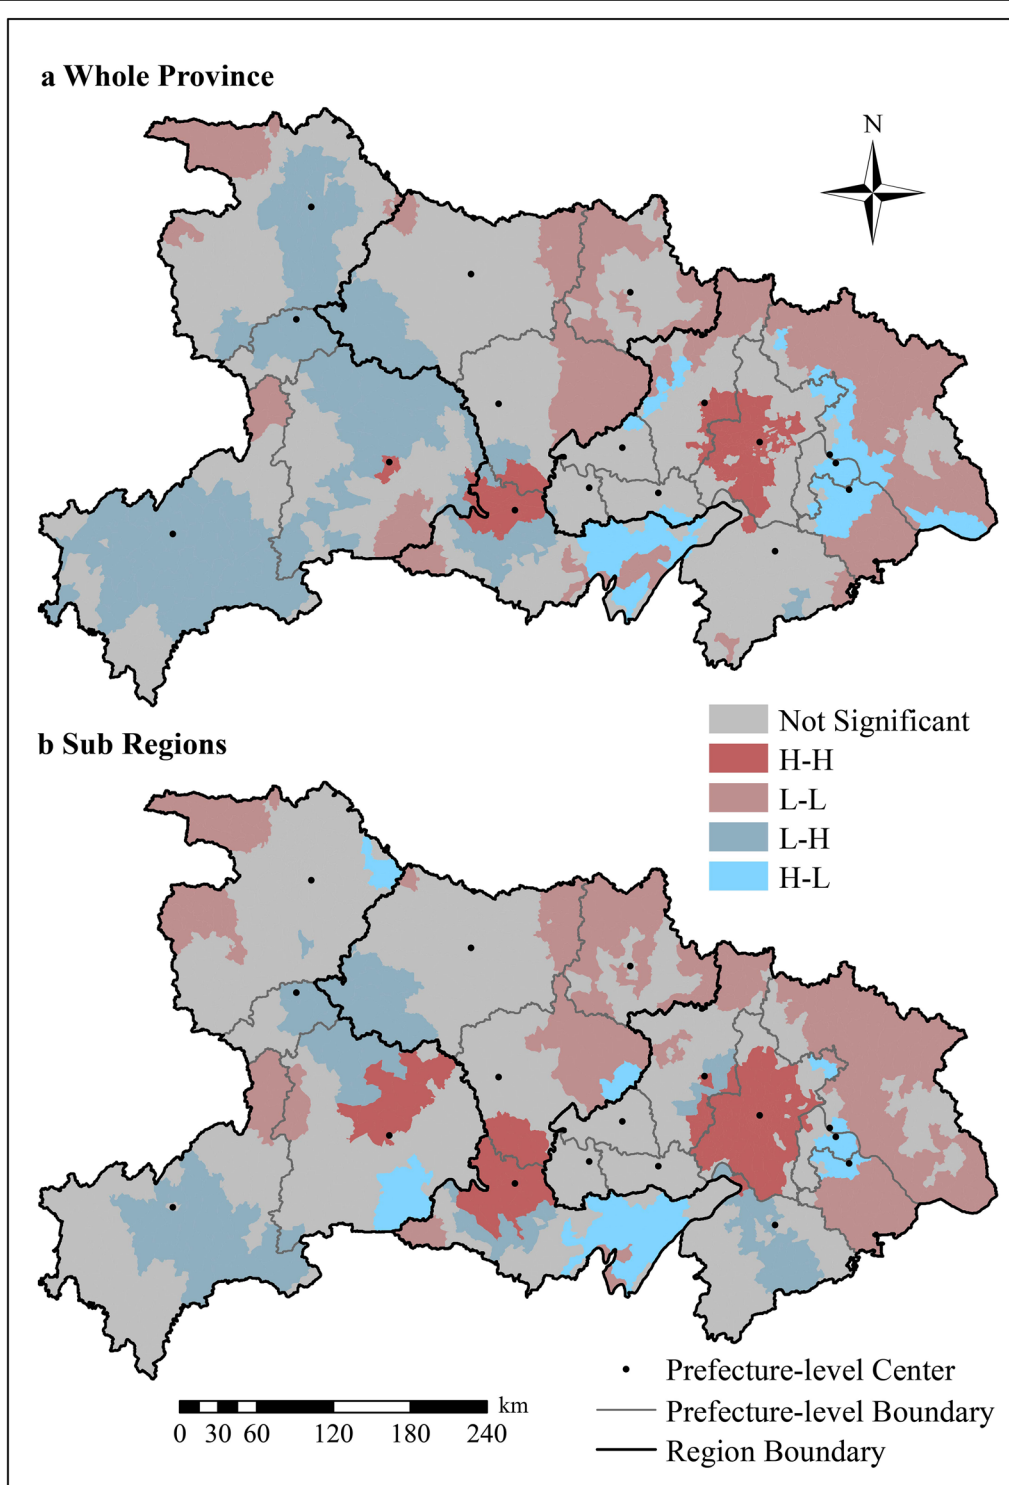 a Whole Province
N
Not Significant
H-H
L-L
L-H
H-L
b Sub Regions
Prefecture-level Center
Prefecture-level Boundary
Region Boundary
km
0 30 60 120 180 240